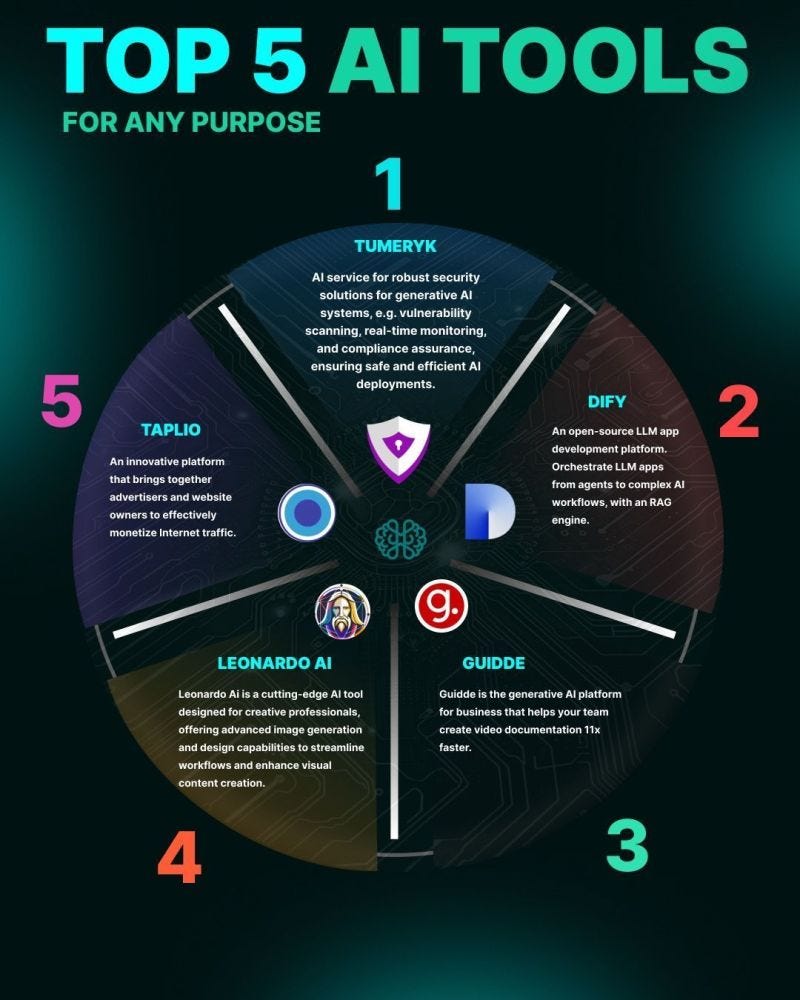 TOP 5 AI TOOLS
FOR ANY PURPOSE
1
TUMERYK
AI service for robust security
solutions for generative AI
systems, e.g. vulnerability
scanning, real-time monitoring,
and compliance assurance,
ensuring safe and efficient AI
deployments.
2
DIFY
An open-source LLM app
development platform.
Orchestrate LLM apps
from agents to complex AI
workflows, with an RAG
engine.
g.
3
GUIDDE
Guidde is the generative AI platform
for business that helps your team
create video documentation 11x
faster.
4
LEONARDO AI
Leonardo Ai is a cutting-edge AI tool
designed for creative professionals,
offering advanced image generation
and design capabilities to streamline
workflows and enhance visual
content creation.
5
TAPLIO
An innovative platform
that brings together
advertisers and website
owners to effectively
monetize Internet traffic.